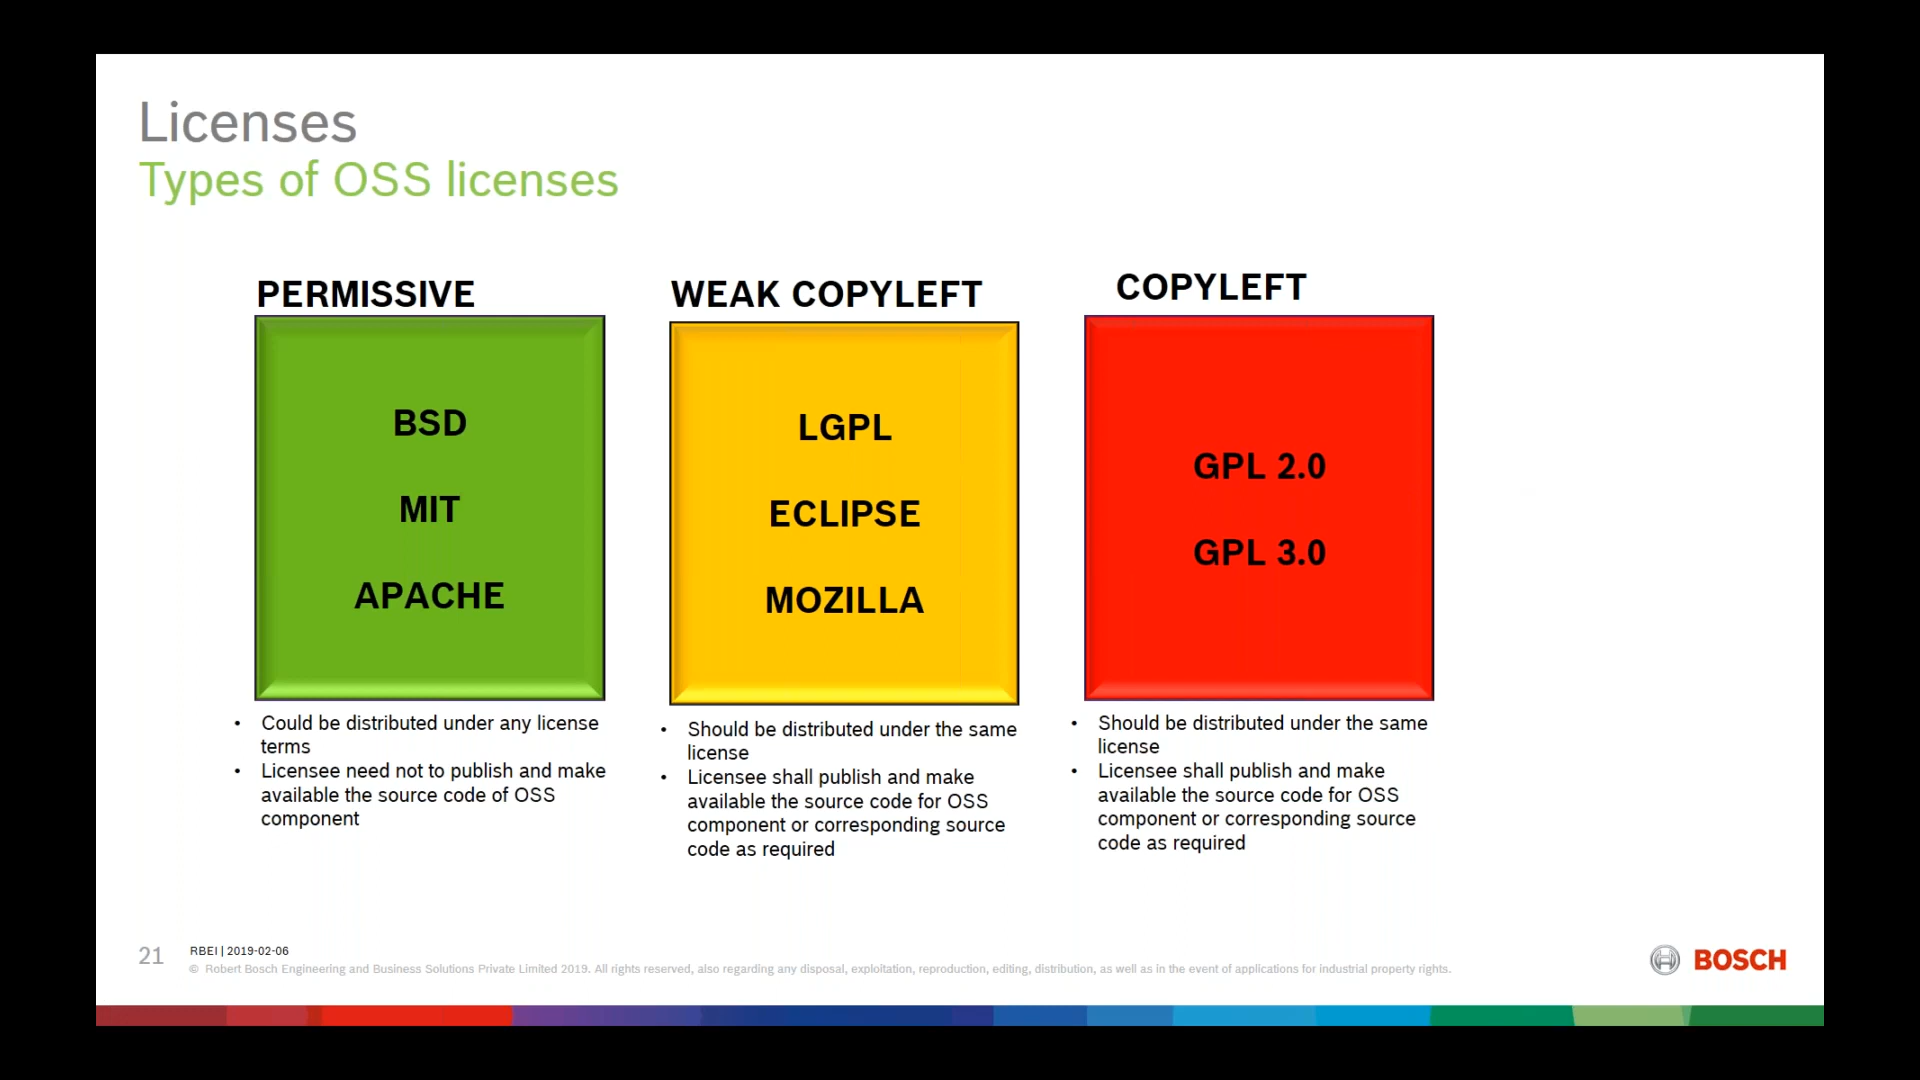 Licenses
Types of OSS licenses
PERMISSIVE
BSD
MIT
APACHE
• Could be distributed under any license
terms
• Licensee need not to publish and make
available the source code of OSS
component
WEAK COPYLEFT
LGPL
ECLIPSE
MOZILLA
• Should be distributed under the same
license
• Licensee shall publish and make
available the source code for OSS
component or corresponding source
code as required
COPYLEFT
GPL 2.0
GPL 3.0
• Should be distributed under the same
license
• Licensee shall publish and make
available the source code for OSS
component or corresponding source
code as required
21
RBEI | 2019-02-06
© Robert Bosch Engineering and Business Solutions Private Limited 2019. All rights reserved, also regarding any disposal, exploitation, reproduction, editing, distribution, as well as in the event of applications for industrial property rights.
BOSCH